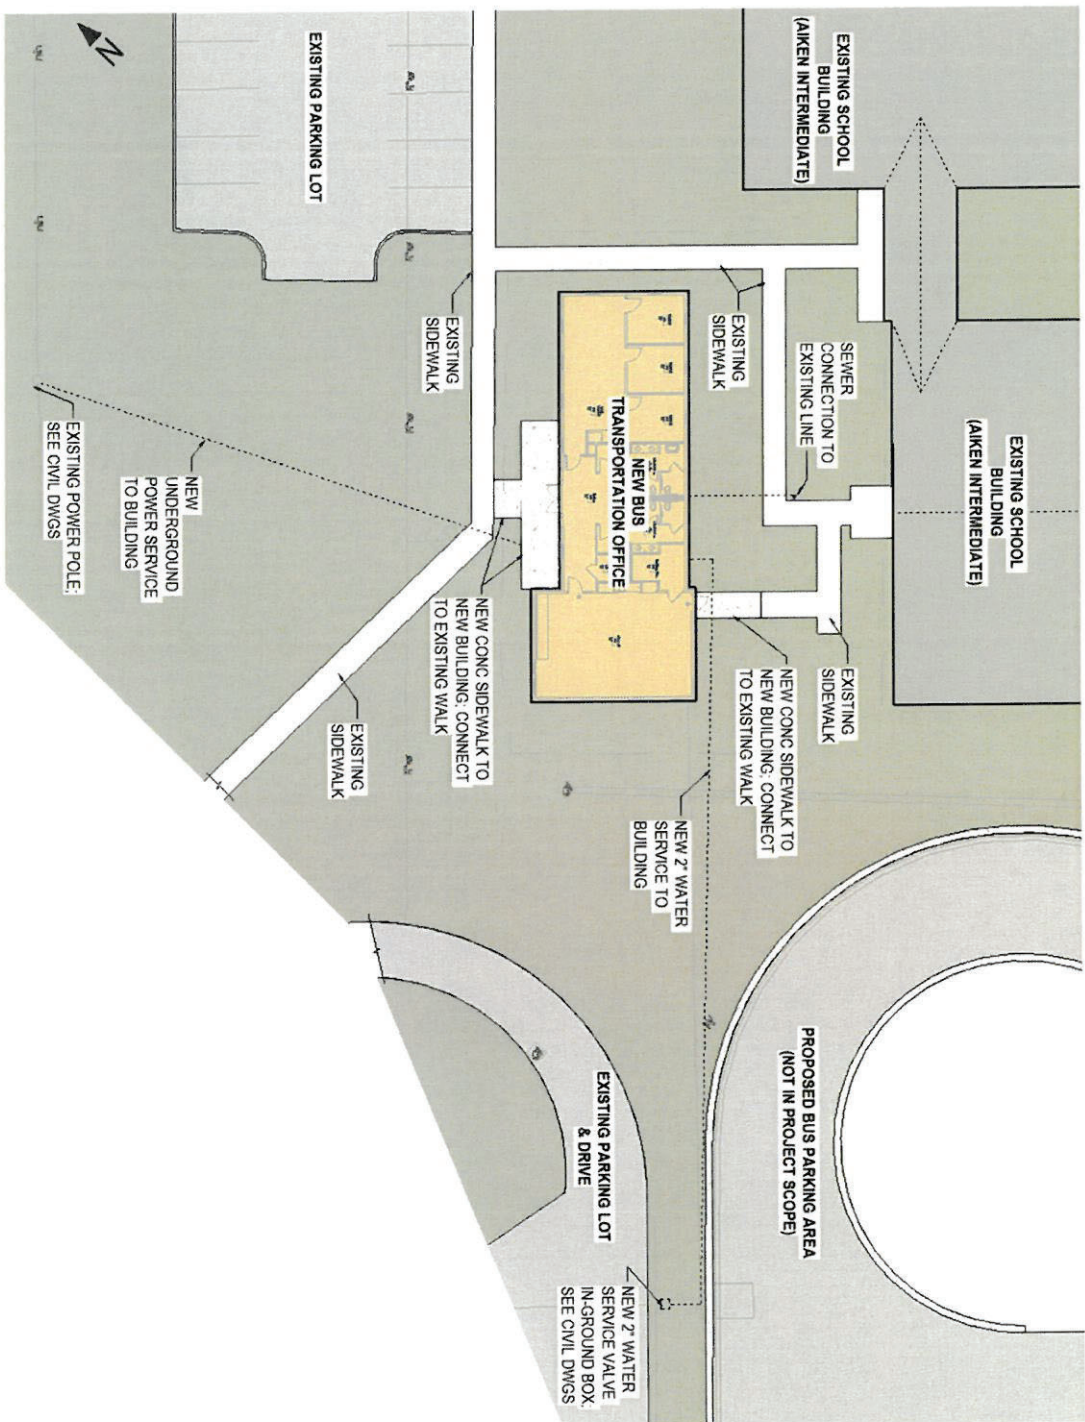 N
EXISTING PARKING LOT
EXISTING SCHOOL
BUILDING
(AIKEN INTERMEDIATE)
EXISTING
SIDEWALK
EXISTING
SIDEWALK
SEWER
CONNECTION TO
EXISTING LINE
EXISTING SCHOOL
BUILDING
(AIKEN INTERMEDIATE)
NEW BUS
TRANSPORTATION OFFICE
EXISTING POWER POLE;
SEE CIVIL DWGS
NEW
UNDERGROUND
POWER SERVICE
TO BUILDING
NEW CONC SIDEWALK TO
NEW BUILDING; CONNECT
TO EXISTING WALK
NEW CONC SIDEWALK TO
NEW BUILDING; CONNECT
TO EXISTING WALK
EXISTING
SIDEWALK
EXISTING
SIDEWALK
NEW 2" WATER
SERVICE TO
BUILDING
PROPOSED BUS PARKING AREA
(NOT IN PROJECT SCOPE)
EXISTING PARKING LOT
& DRIVE
NEW 2" WATER
SERVICE VALVE
IN-GROUND BOX;
SEE CIVIL DWGS